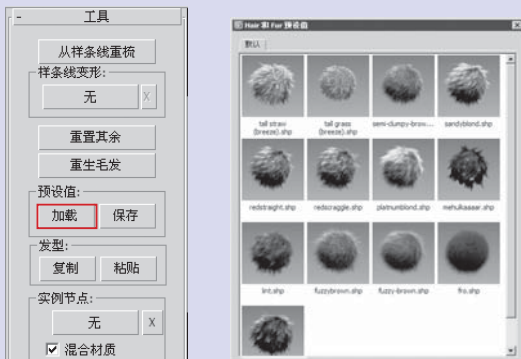 工具
从样条线重梳
样条线变形:
无
X
重置其余
重生毛发
预设值:
加载
保存
发型:
复制
粘贴
实例节点:
无
X
混合材质
Hair 和 Fur 预设值
默认
tall straw (breeze).shp
tall grass (breeze).shp
semi-clumpy-brow...
sandyblond.shp
redstraight.shp
redscraggle.shp
platnumblond.shp
nehulkaaaar.shp
lint.shp
fuzzybrown.shp
fuzzy-brown.shp
fro.shp